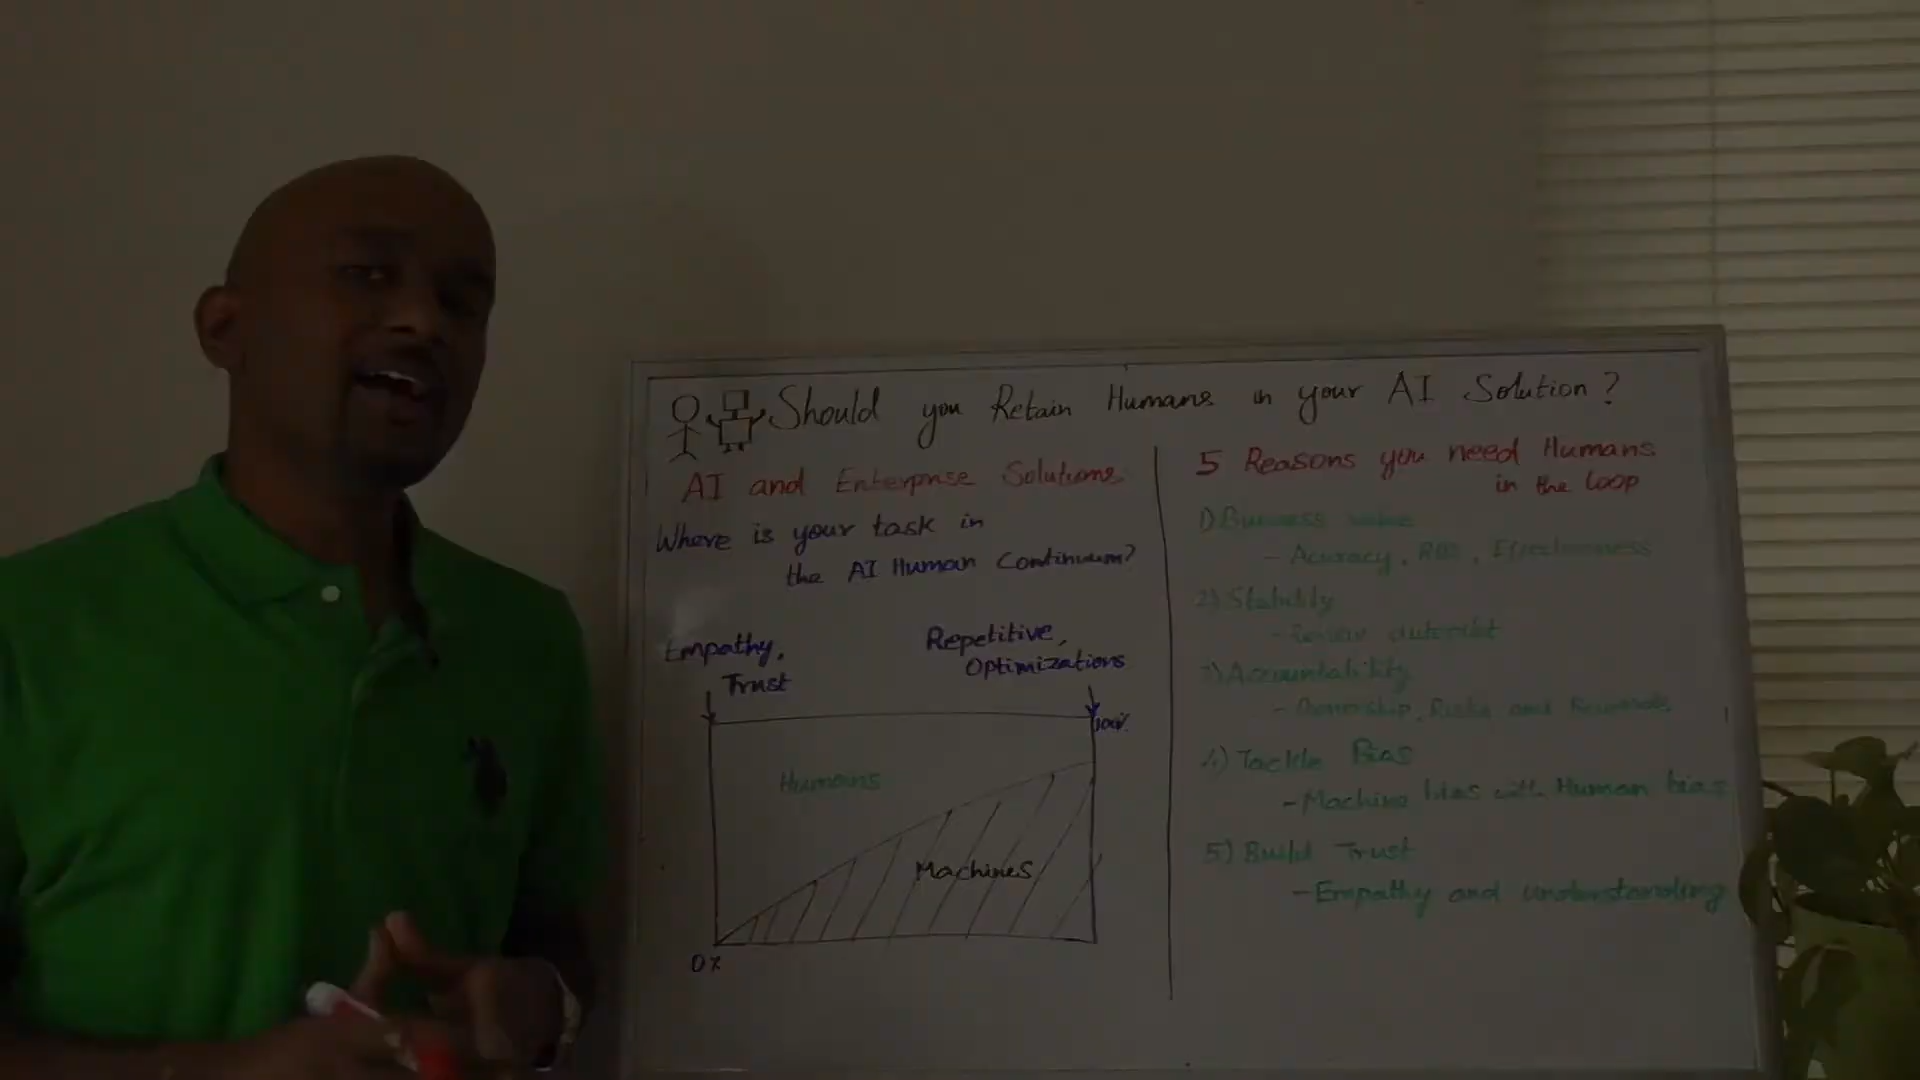 Should you Retain Humans in your AI Solution?
AI and Enterprise Solutions
Where is your task in
the AI Human Continuum?
Empathy,
Trust
Repetitive,
Optimizations
100%
Humans
Machines
0%
5 Reasons you need Humans
in the loop
1) Business value
- Accuracy, ROI, Effectiveness
2) Stability
-
3) Accountability
- Ownership, Risks and Rewards
4) Tackle Bias
- Machine bias with Human bias
5) Build Trust
- Empathy and understanding